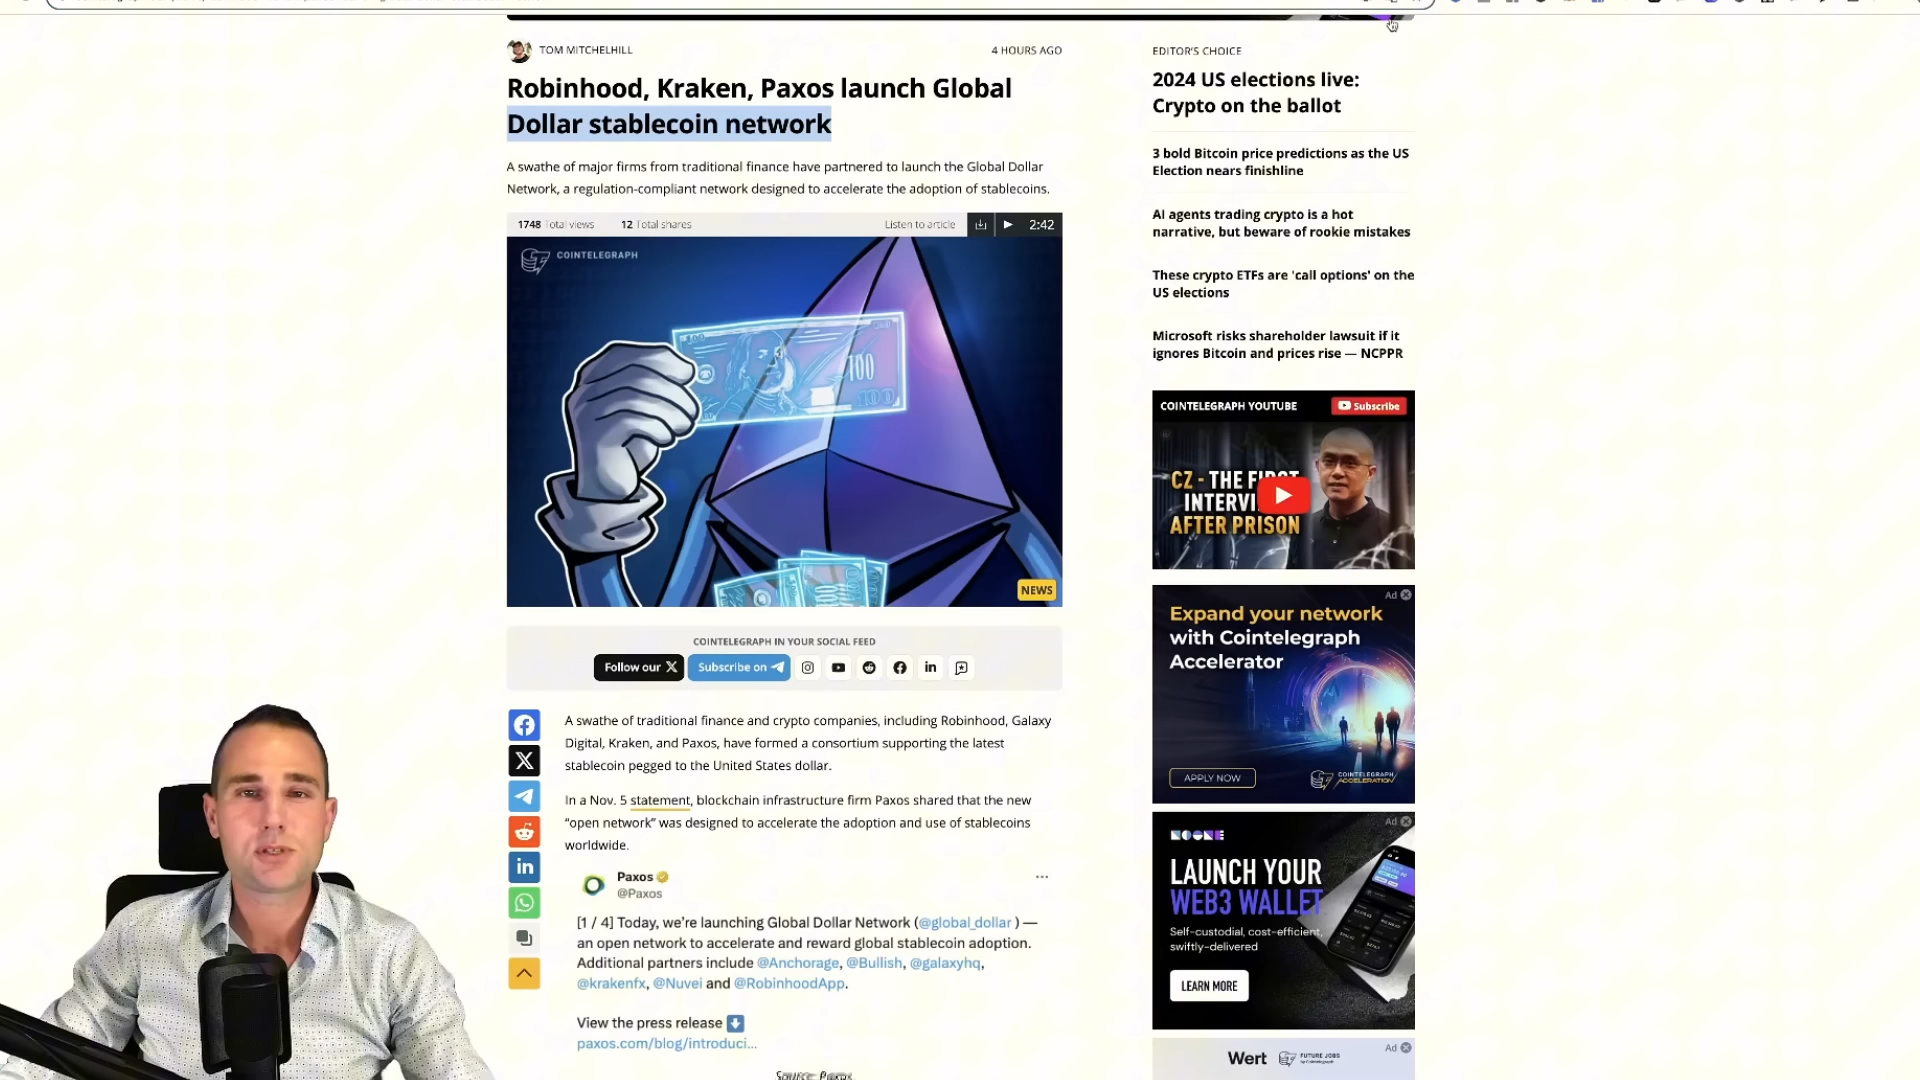 TOM MITCHELHILL
4 HOURS AGO
Robinhood, Kraken, Paxos launch Global
Dollar stablecoin network
A swathe of major firms from traditional finance have partnered to launch the Global Dollar
Network, a regulation-compliant network designed to accelerate the adoption of stablecoins.
1748 Total views 12 Total shares Listen to article 2:42
COINTELEGRAPH
NEWS
COINTELEGRAPH IN YOUR SOCIAL FEED
Follow our X Subscribe on
A swathe of traditional finance and crypto companies, including Robinhood, Galaxy
Digital, Kraken, and Paxos, have formed a consortium supporting the latest
stablecoin pegged to the United States dollar.
In a Nov. 5 statement, blockchain infrastructure firm Paxos shared that the new
“open network” was designed to accelerate the adoption and use of stablecoins
worldwide.
Paxos
@Paxos
[1 / 4] Today, we’re launching Global Dollar Network (@global_dollar ) —
an open network to accelerate and reward global stablecoin adoption.
Additional partners include @Anchorage, @Bullish, @galaxyhq,
@krakenfx, @Nuvei and @RobinhoodApp.
View the press release
paxos.com/blog/introduci...
Source: Paxos
EDITOR'S CHOICE
2024 US elections live:
Crypto on the ballot
3 bold Bitcoin price predictions as the US
Election nears finishline
AI agents trading crypto is a hot
narrative, but beware of rookie mistakes
These crypto ETFs are 'call options' on the
US elections
Microsoft risks shareholder lawsuit if it
ignores Bitcoin and prices rise — NCPPR
COINTELEGRAPH YOUTUBE Subscribe
CZ - THE FIRST
INTERVI
AFTER PRISON
Ad
Expand your network
with Cointelegraph
Accelerator
APPLY NOW
COINTELEGRAPH
ACCELERATION
Ad
LAUNCH YOUR
WEB3 WALLET
Self-custodial, cost-efficient,
swiftly-delivered
LEARN MORE
Ad
Wert FUTURE JOBS
by Cointelegraph